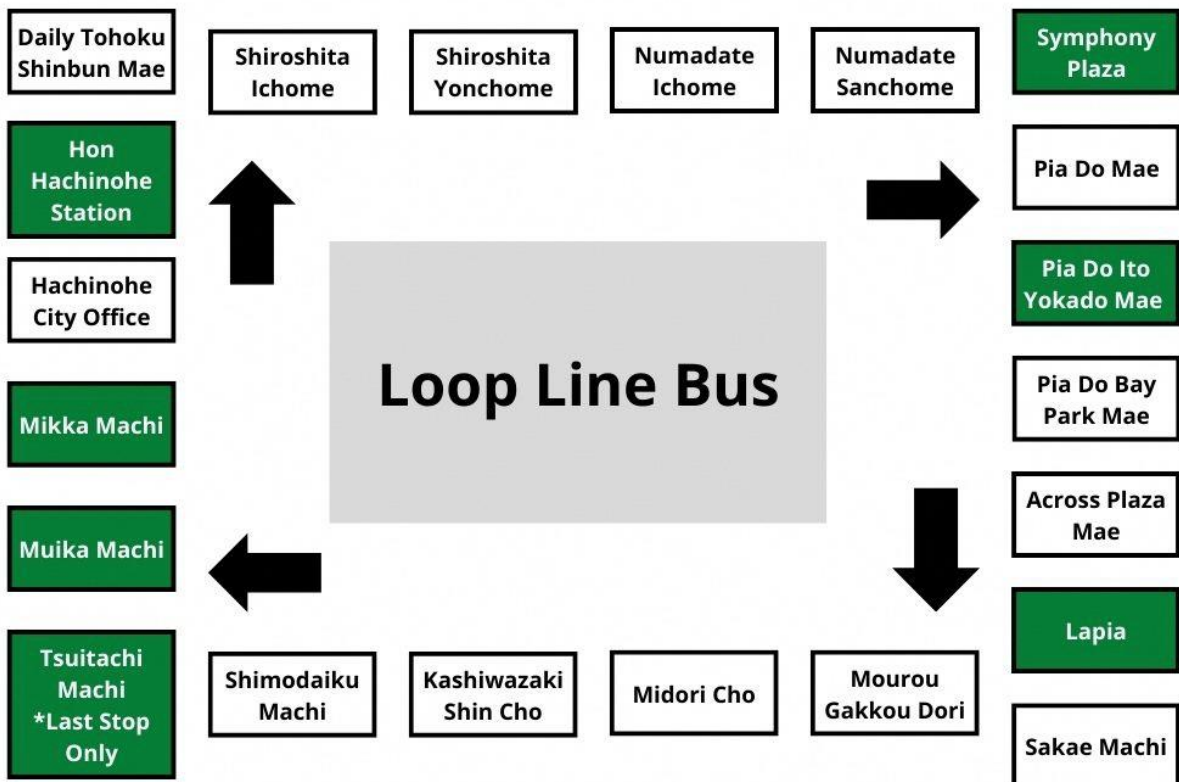 Daily Tohoku
Shinbun Mae
Shiroshita
Ichome
Shiroshita
Yonchome
Numadate
Ichome
Numadate
Sanchome
Symphony
Plaza
Hon
Hachinohe
Station
Pia Do Mae
Hachinohe
City Office
Pia Do Ito
Yokado Mae
Loop Line Bus
Mikka Machi
Pia Do Bay
Park Mae
Muika Machi
Across Plaza
Mae
Lapia
Tsuitachi
Machi
*Last Stop
Only
Shimodaiku
Machi
Kashiwazaki
Shin Cho
Midori Cho
Mourou
Gakkou Dori
Sakae Machi